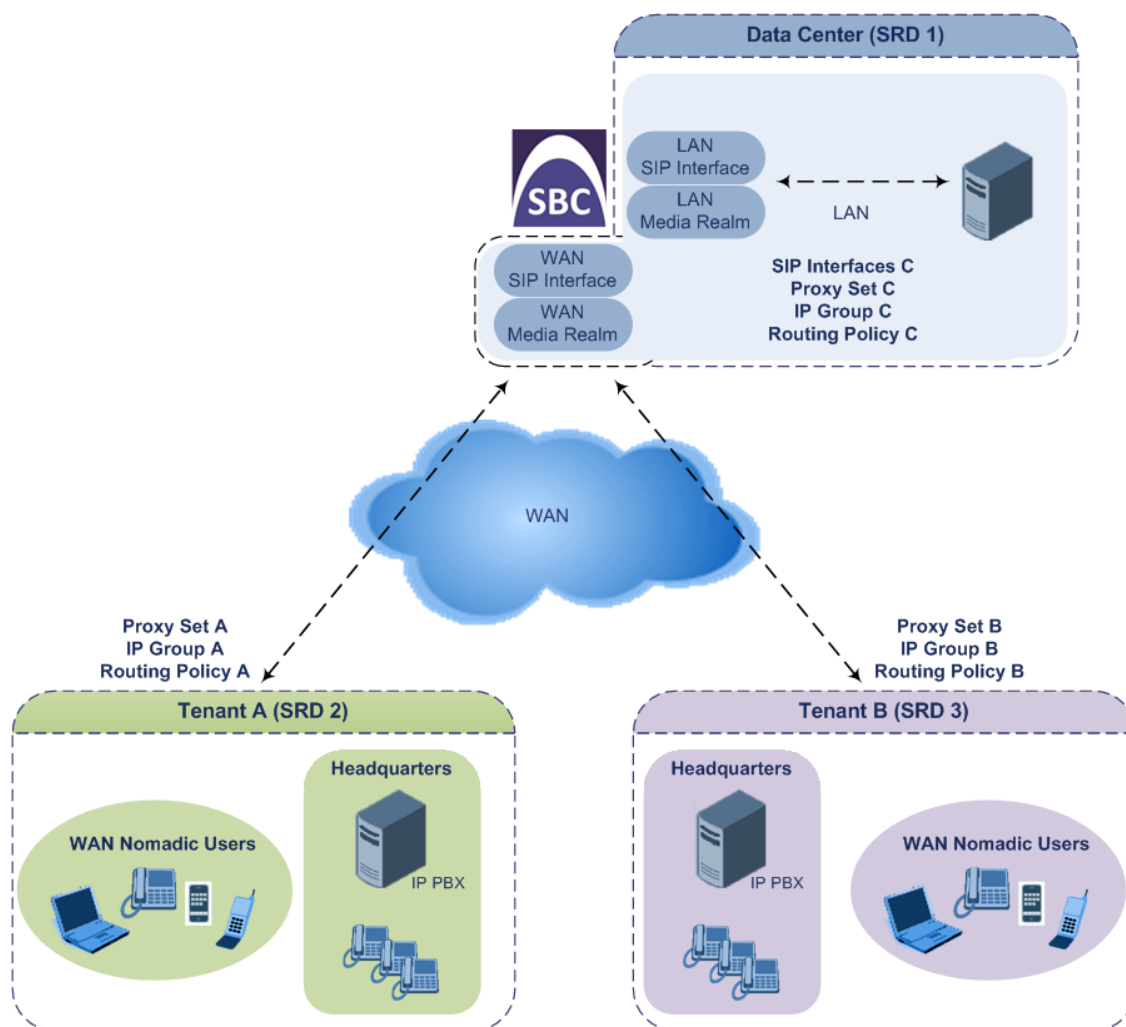 Data Center (SRD 1)
LAN
SIP Interface
LAN
Media Realm
LAN
SBC
WAN
SIP Interface
WAN
Media Realm
SIP Interfaces C
Proxy Set C
IP Group C
Routing Policy C
WAN
Proxy Set A
IP Group A
Routing Policy A
Proxy Set B
IP Group B
Routing Policy B
Tenant A (SRD 2)
WAN Nomadic Users
Headquarters
IP PBX
Tenant B (SRD 3)
Headquarters
IP PBX
WAN Nomadic Users